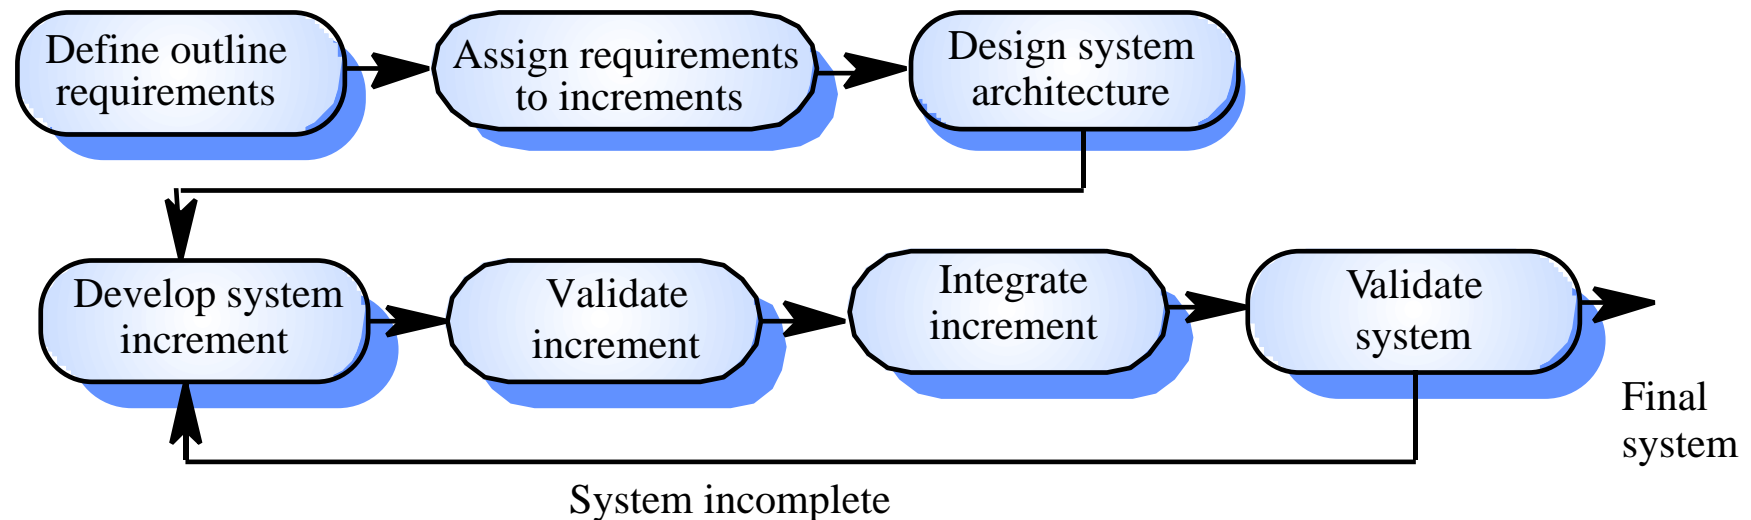 Define outline
requirements
Assign requirements
to increments
Design system
architecture
Develop system
increment
Validate
increment
Integrate
increment
Validate
system
Final
system
System incomplete